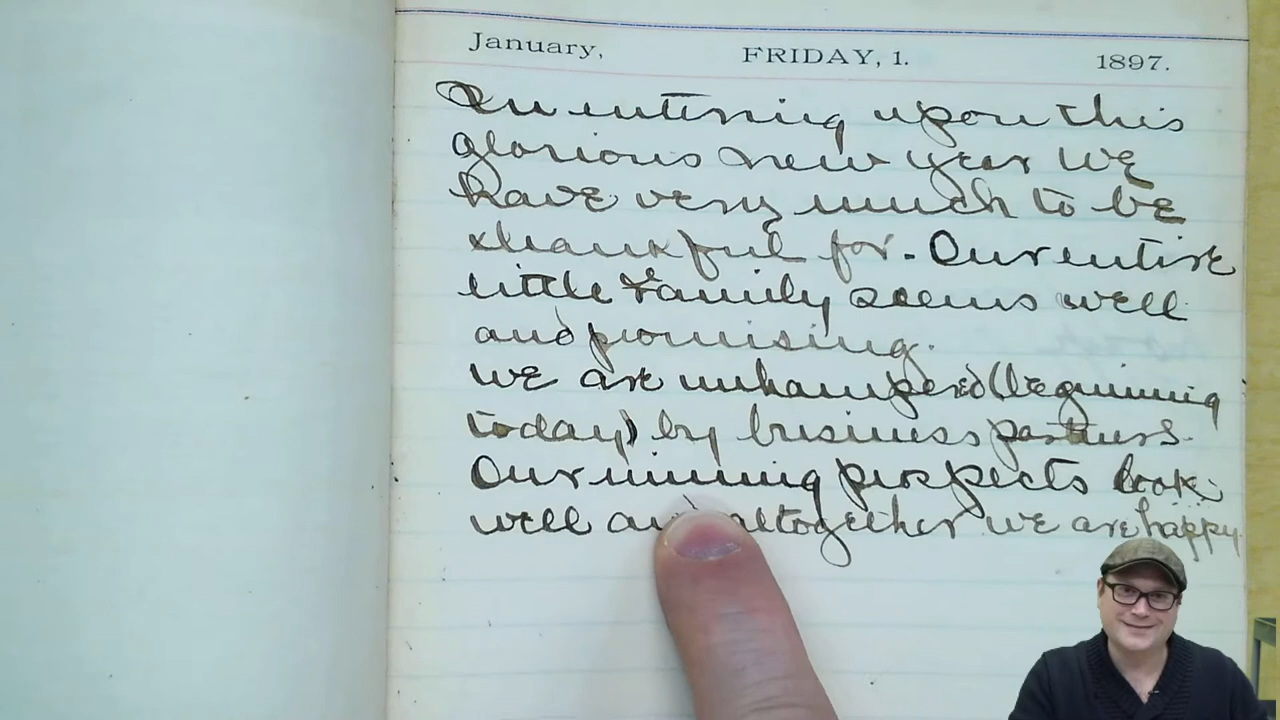 January, FRIDAY, 1. 1897.
On entering upon this
glorious new year we
have very much to be
thankful for. Our entire
little family seems well
and promising.
We are unhampered (beginning
today) by business partners.
Our mining prospects look
well and altogether we are happy